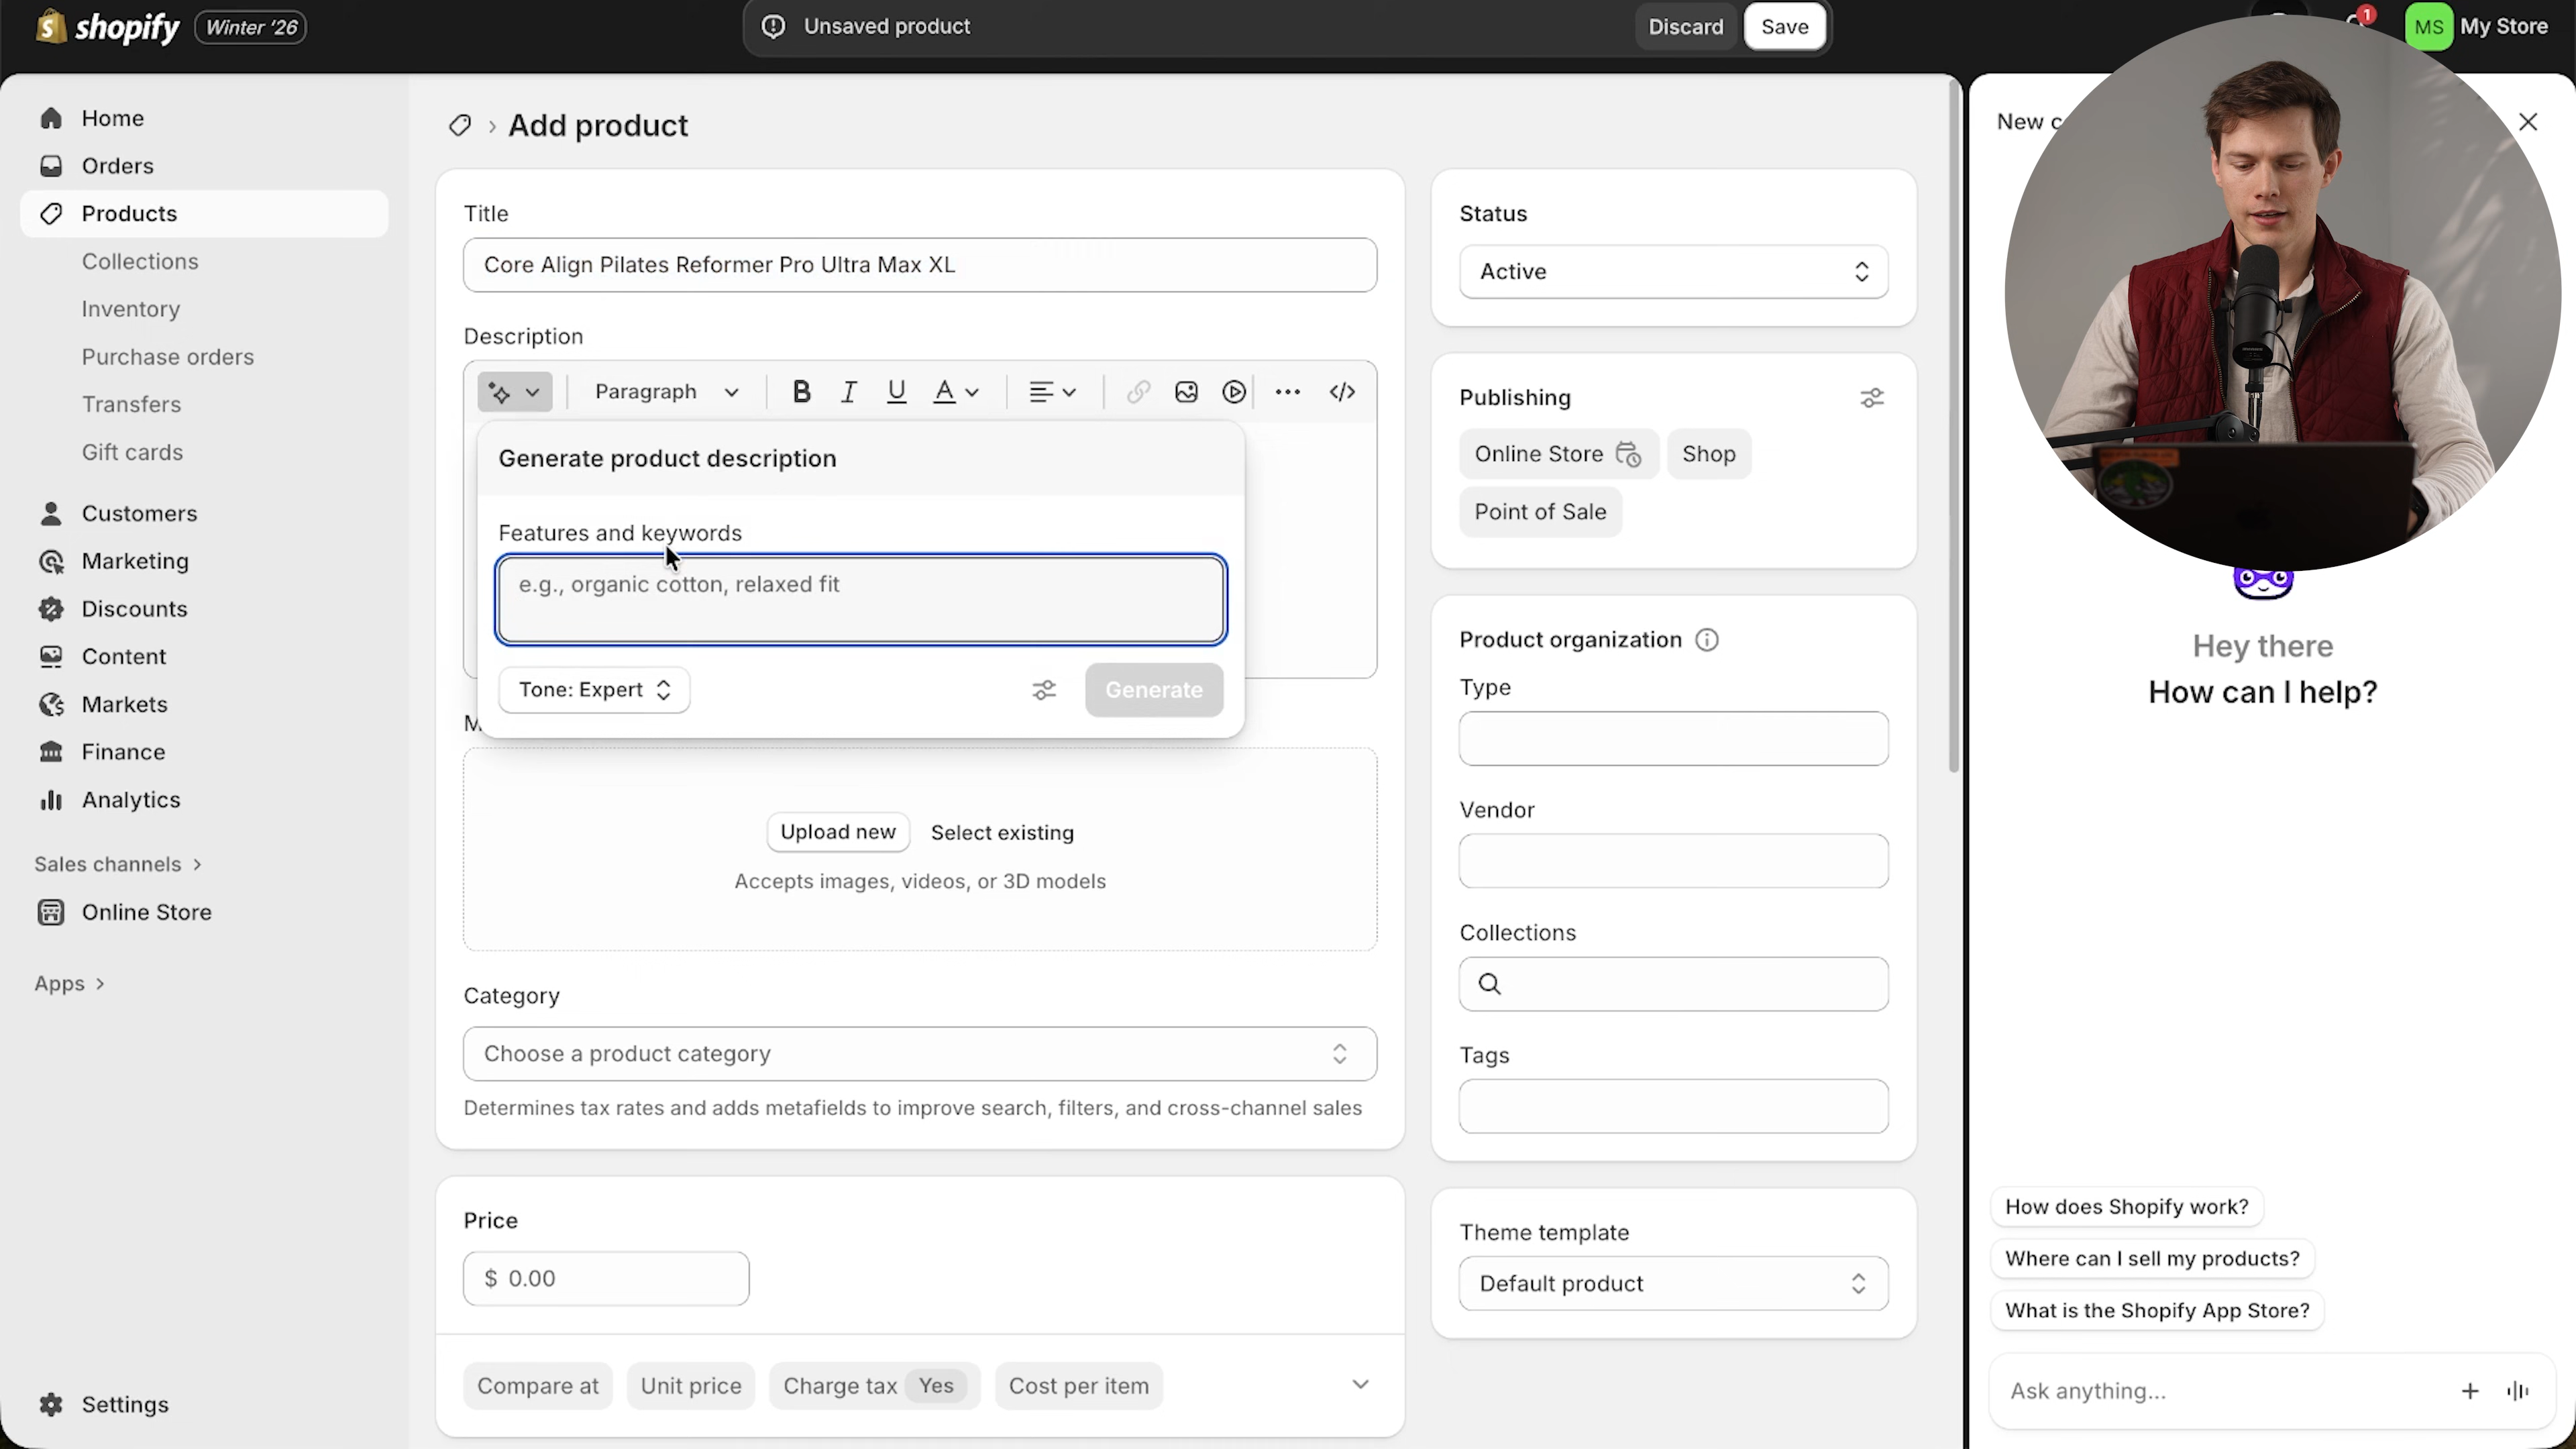 shopify
Winter '26
Unsaved product
Discard
Save
1
MS
My Store
Home
Orders
Products
Collections
Inventory
Purchase orders
Transfers
Gift cards
Customers
Marketing
Discounts
Content
Markets
Finance
Analytics
Sales channels
Online Store
Apps
Settings
Add product
Title
Core Align Pilates Reformer Pro Ultra Max XL
Description
Paragraph
Generate product description
Features and keywords
e.g., organic cotton, relaxed fit
Tone: Expert
Generate
Upload new
Select existing
Accepts images, videos, or 3D models
Category
Choose a product category
Determines tax rates and adds metafields to improve search, filters, and cross-channel sales
Price
$ 0.00
Compare at
Unit price
Charge tax
Yes
Cost per item
Status
Active
Publishing
Online Store
Shop
Point of Sale
Product organization
Type
Vendor
Collections
Tags
Theme template
Default product
New
Hey there
How can I help?
How does Shopify work?
Where can I sell my products?
What is the Shopify App Store?
Ask anything...